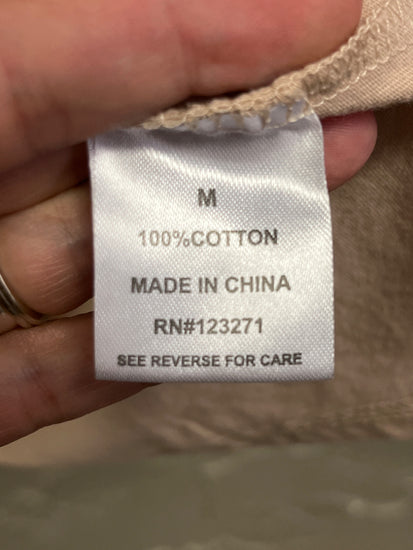 M
100%COTTON
MADE IN CHINA
RN#123271
SEE REVERSE FOR CARE